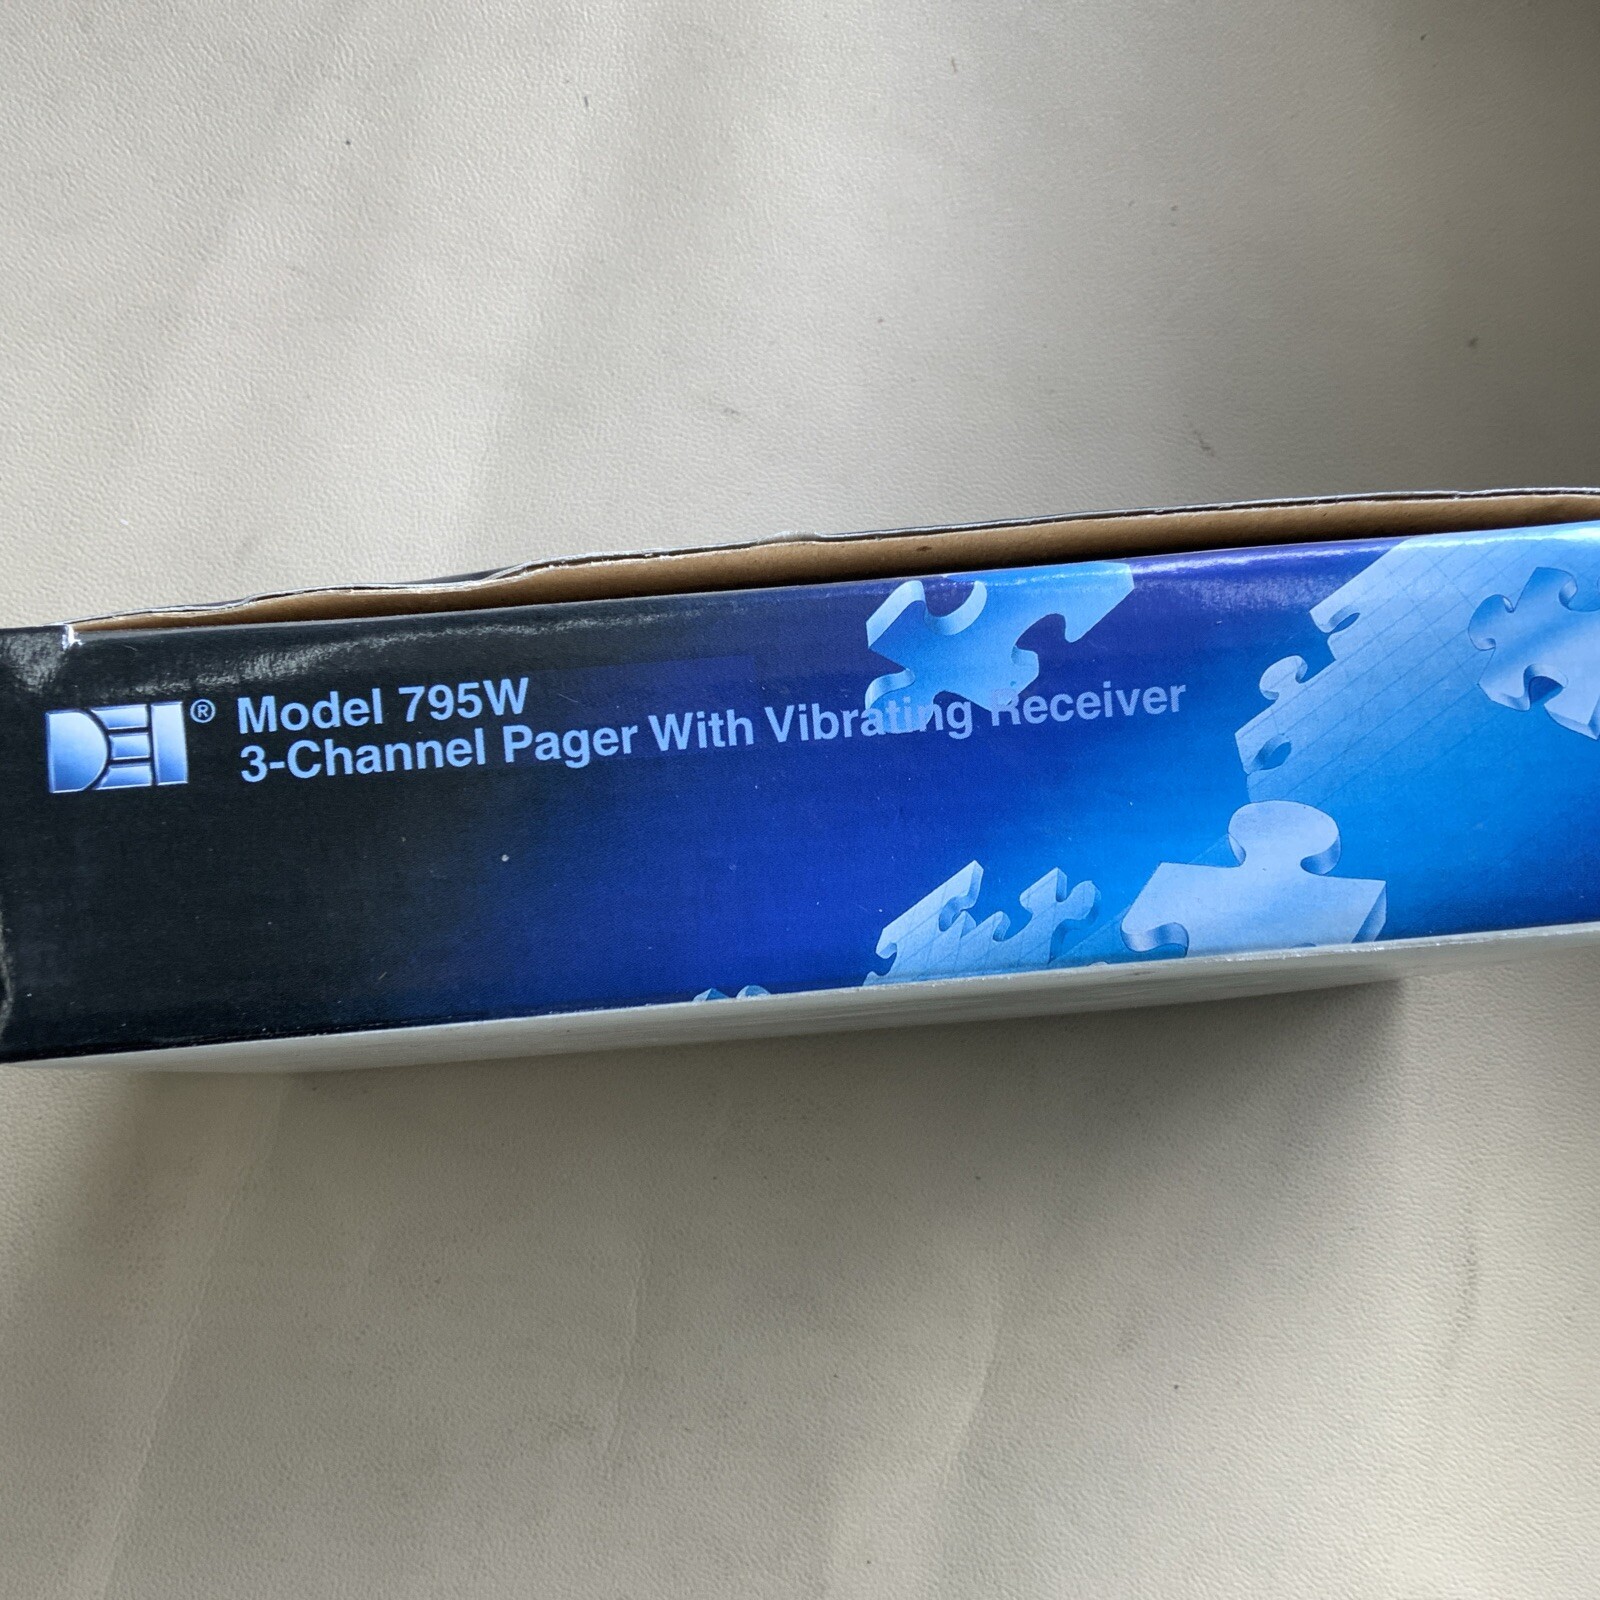 DEI® Model 795W
3-Channel Pager With Vibrating Receiver